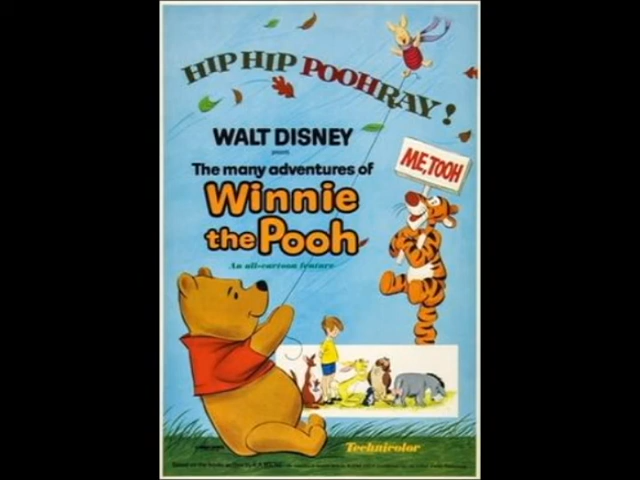 HIP HIP POOHRAY!
WALT DISNEY
presents
ME, TOOH
The many adventures of
Winnie
the Pooh
An all-cartoon feature
Technicolor